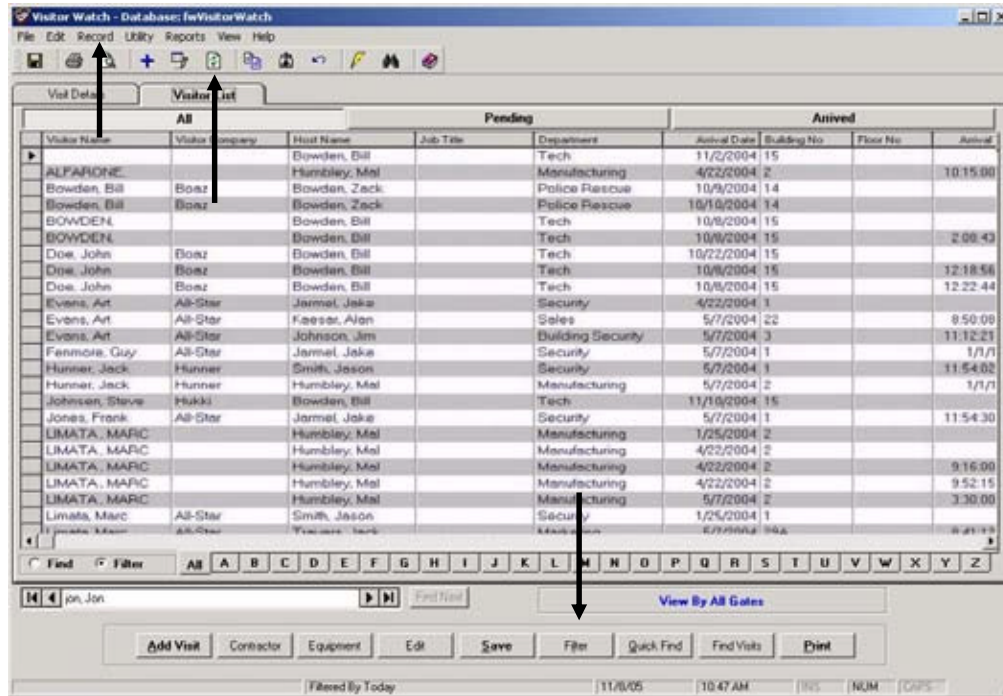 Visitor Watch - Database: fwVisitorWatch
File Edit Record Utility Reports View Help
Visit Details Visitor List
All Pending Arrived
Visitor Name Visitor Company Host Name Job Title Department Arrival Date Building No Floor No Arrival
Bowden, Bill Tech 11/2/2004 15
ALFARONE, Humbley, Mal Manufacturing 4/22/2004 2 10:15:00
Bowden, Bill Boaz Bowden, Zack Police Rescue 10/9/2004 14
Bowden, Bill Boaz Bowden, Zack Police Rescue 10/10/2004 14
BOWDEN, Bowden, Bill Tech 10/8/2004 15
BOWDEN, Bowden, Bill Tech 10/8/2004 15 2:08:43
Doe, John Boaz Bowden, Bill Tech 10/22/2004 15
Doe, John Boaz Bowden, Bill Tech 10/8/2004 15 12:18:56
Doe, John Boaz Bowden, Bill Tech 10/8/2004 15 12:22:44
Evans, Art All-Star Jarmel, Jake Security 4/22/2004 1
Evans, Art All-Star Kaesar, Alan Sales 5/7/2004 22 8:50:08
Evans, Art All-Star Johnson, Jim Building Security 5/7/2004 3 11:12:21
Fenmore, Guy All-Star Jarmel, Jake Security 5/7/2004 1 1/1/1
Hunner, Jack Hunner Smith, Jason Security 5/7/2004 1 11:54:02
Hunner, Jack Hunner Humbley, Mal Manufacturing 5/7/2004 2 1/1/1
Johnsen, Steve Hukki Bowden, Bill Tech 11/10/2004 15
Jones, Frank All-Star Jarmel, Jake Security 5/7/2004 1 11:54:30
LIMATA, MARC Humbley, Mal Manufacturing 1/25/2004 2
LIMATA, MARC Humbley, Mal Manufacturing 4/22/2004 2
LIMATA, MARC Humbley, Mal Manufacturing 4/22/2004 2 9:16:00
LIMATA, MARC Humbley, Mal Manufacturing 4/22/2004 2 9:52:15
LIMATA, MARC Humbley, Mal Manufacturing 5/7/2004 2 3:30:00
Limata, Marc All-Star Smith, Jason Security 1/25/2004 1
Limata, Marc All-Star Jack Marketing 5/7/2004 29A
Find Filter All A B C D E F G H I J K L M N O P Q R S T U V W X Y Z
jon, Jon Find Next View By All Gates
Add Visit Contractor Equipment Edit Save Filter Quick Find Find Visits Print
Filtered By Today 11/8/05 10:47 AM INS NUM CAPS